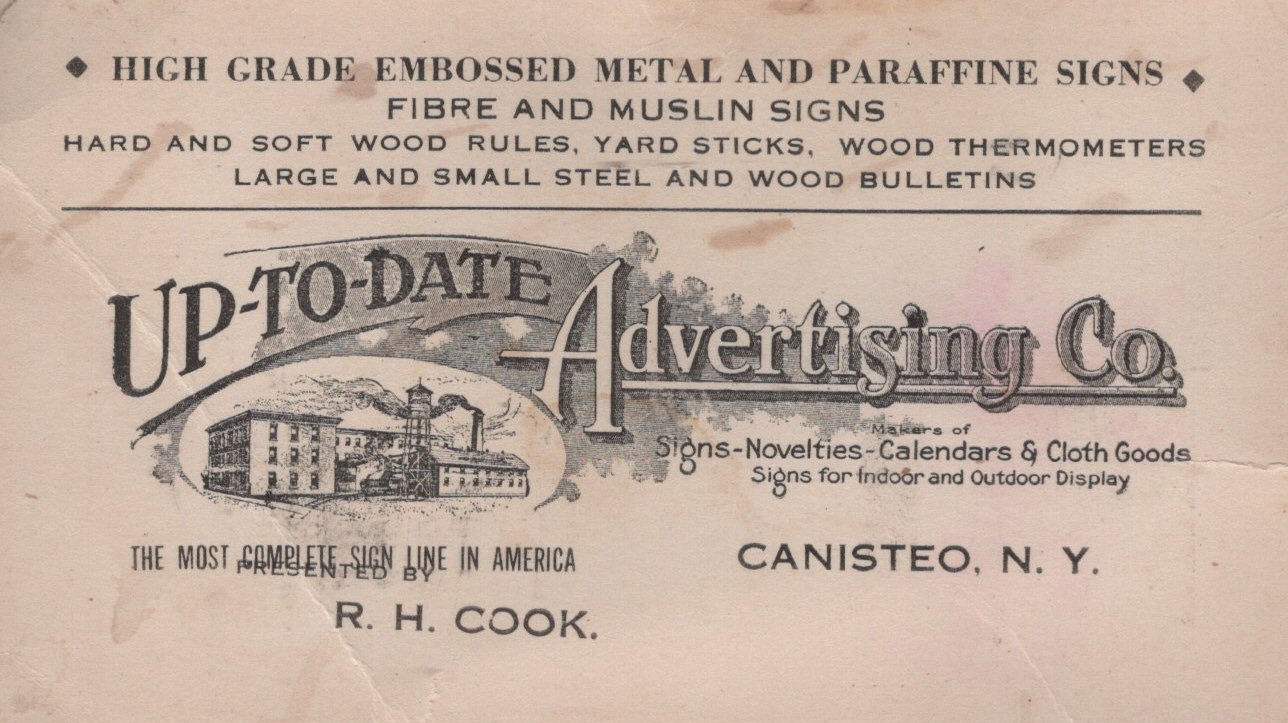 ◆ HIGH GRADE EMBOSSED METAL AND PARAFFINE SIGNS ◆
FIBRE AND MUSLIN SIGNS
HARD AND SOFT WOOD RULES, YARD STICKS, WOOD THERMOMETERS
LARGE AND SMALL STEEL AND WOOD BULLETINS
UP-TO-DATE Advertising Co.
Makers of
Signs-Novelties-Calendars & Cloth Goods
Signs for Indoor and Outdoor Display
THE MOST COMPLETE SIGN LINE IN AMERICA
CANISTEO, N. Y.
PRESENTED BY
R. H. COOK.